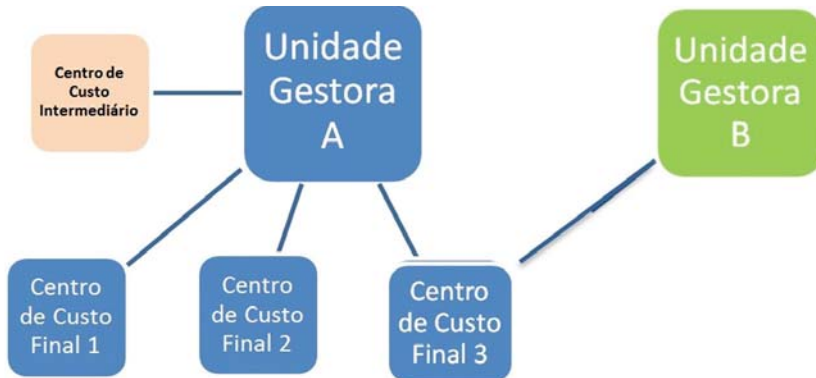 Centro de
Custo
Intermediário
Unidade
Gestora
A
Unidade
Gestora
B
Centro
de Custo
Final 1
Centro
de Custo
Final 2
Centro
de Custo
Final 3